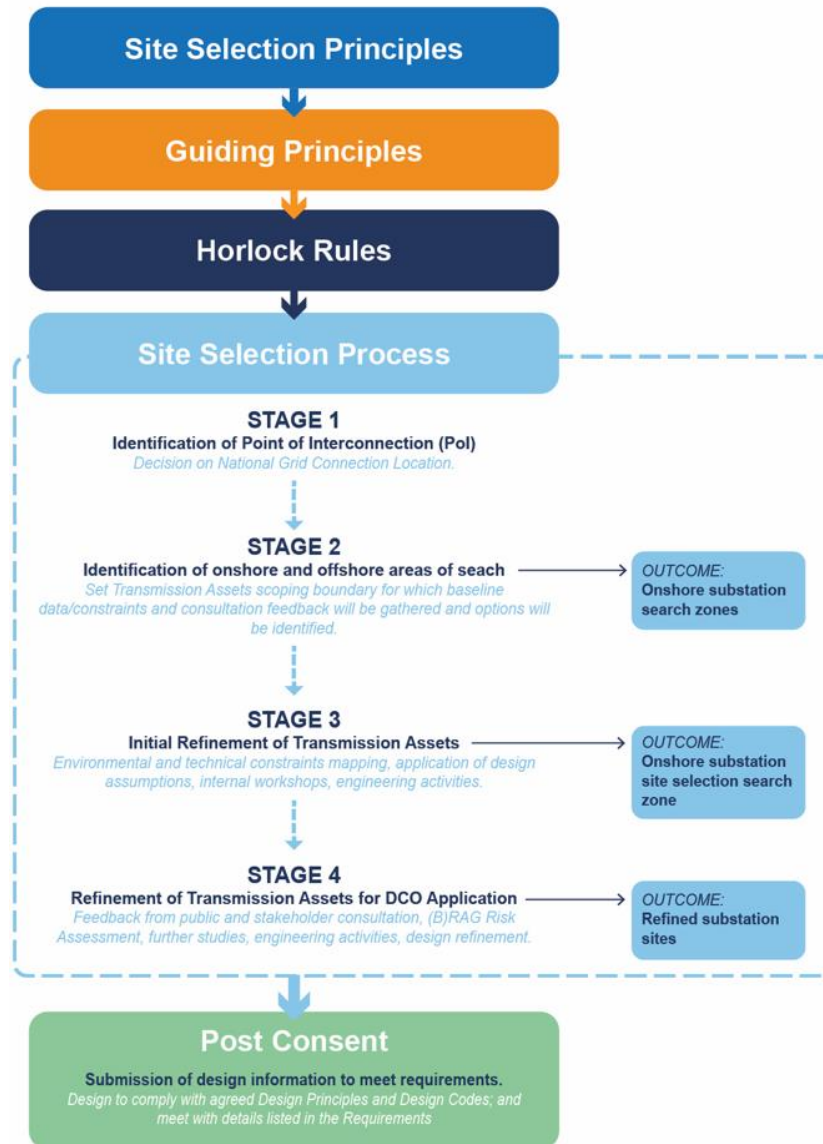 Site Selection Principles
Guiding Principles
Horlock Rules
Site Selection Process
STAGE 1
Identification of Point of Interconnection (PoI)
Decision on National Grid Connection Location.
STAGE 2
Identification of onshore and offshore areas of seach
Set Transmission Assets scoping boundary for which baseline
data/constraints and consultation feedback will be gathered and options will
be identified.
OUTCOME:
Onshore substation
search zones
STAGE 3
Initial Refinement of Transmission Assets
Environmental and technical constraints mapping, application of design
assumptions, internal workshops, engineering activities.
OUTCOME:
Onshore substation
site selection search
zone
STAGE 4
Refinement of Transmission Assets for DCO Application
Feedback from public and stakeholder consultation, (B)RAG Risk
Assessment, further studies, engineering activities, design refinement.
OUTCOME:
Refined substation
sites
Post Consent
Submission of design information to meet requirements.
Design to comply with agreed Design Principles and Design Codes; and
meet with details listed in the Requirements